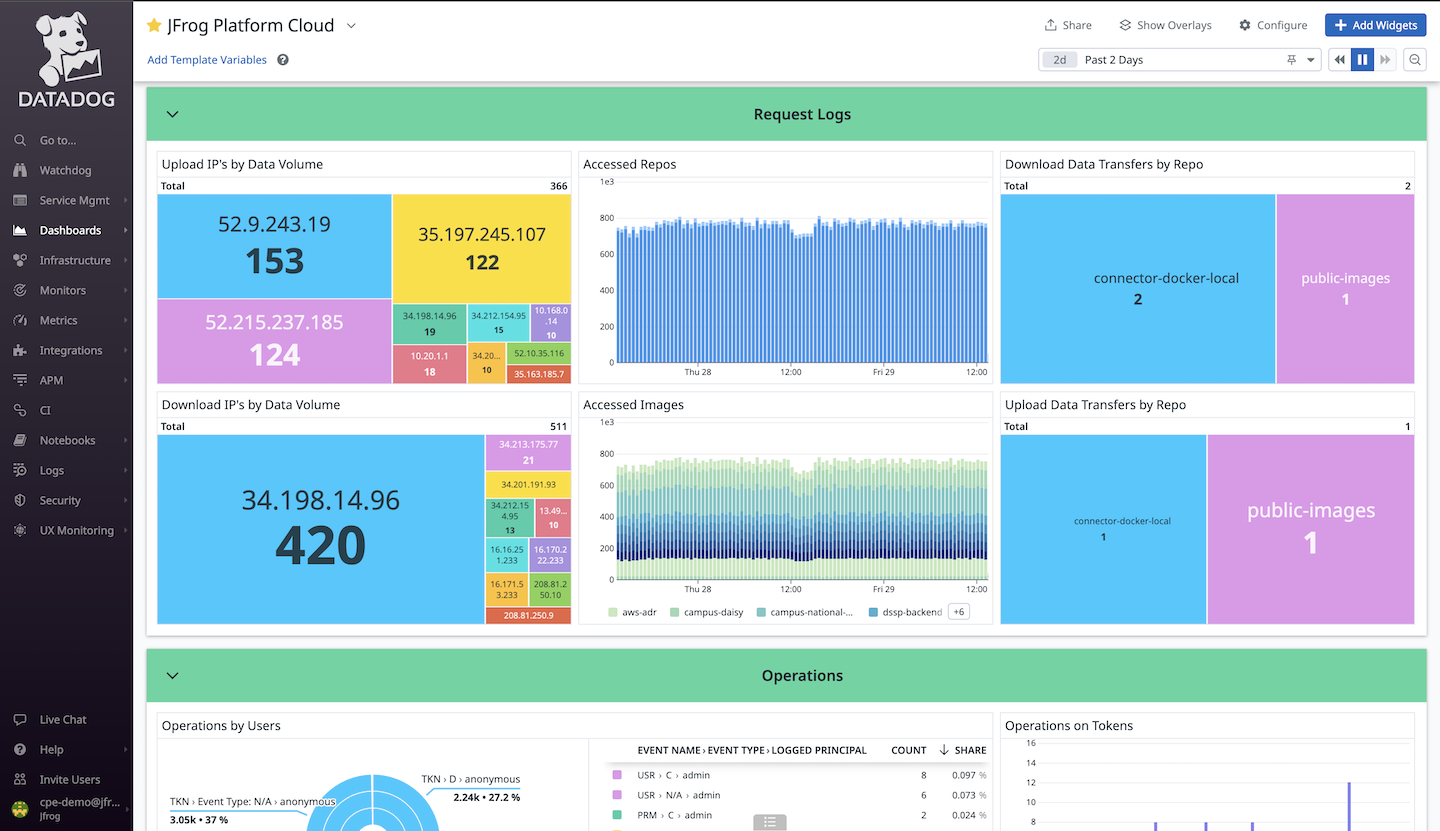 DATADOG
Go to...
Watchdog
Service Mgmt
Dashboards
Infrastructure
Monitors
Metrics
Integrations
APM
CI
Notebooks
Logs
Security
UX Monitoring
Live Chat
Help
Invite Users
cpe-demo@jfr...
Jfrog
JFrog Platform Cloud
Share
Show Overlays
Configure
+ Add Widgets
Add Template Variables ?
2d Past 2 Days
Request Logs
Upload IP's by Data Volume
Total 366
52.9.243.19
153
35.197.245.107
122
52.215.237.185
124
34.198.14.96
19
34.212.154.95
15
10.168.0
.14
10
10.20.1.1
18
34.20...
10
52.10.35.116
35.163.185.7
Accessed Repos
1e3
800
600
400
200
0
Thu 28 12:00 Fri 29 12:00
Download Data Transfers by Repo
Total 2
connector-docker-local
2
public-images
1
Download IP's by Data Volume
Total 511
34.198.14.96
420
34.213.175.77
21
34.201.191.93
34.212.15
4.95
13
13.49...
10
16.16.25
1.233
16.170.2
22.233
16.171.5
3.233
208.81.2
50.10
208.81.250.9
Accessed Images
1e3
800
600
400
200
0
Thu 28 12:00 Fri 29 12:00
aws-adr campus-daisy campus-national-... dssp-backend +6
Upload Data Transfers by Repo
Total 1
connector-docker-local
1
public-images
1
Operations
Operations by Users
TKN › D › anonymous
2.24k • 27.2 %
TKN › Event Type: N/A › anonymous
3.05k • 37 %
EVENT NAME › EVENT TYPE › LOGGED PRINCIPAL COUNT ↓ SHARE
USR › C › admin 8 0.097 %
USR › N/A › admin 6 0.073 %
PRM › C › admin 2 0.024 %
Operations on Tokens
16
14
12
10
8